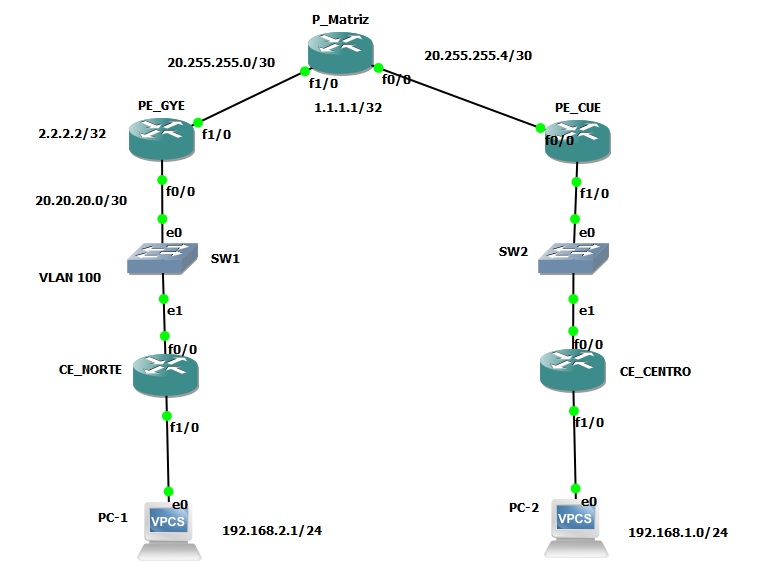 P_Matriz
20.255.255.0/30
20.255.255.4/30
f1/0
f0/0
PE_GYE
1.1.1.1/32
PE_CUE
2.2.2.2/32
f1/0
f0/0
f0/0
f1/0
20.20.20.0/30
e0
e0
SW1
SW2
VLAN 100
e1
e1
f0/0
f0/0
CE_NORTE
CE_CENTRO
f1/0
f1/0
e0
e0
PC-1
VPCS
192.168.2.1/24
PC-2
VPCS
192.168.1.0/24